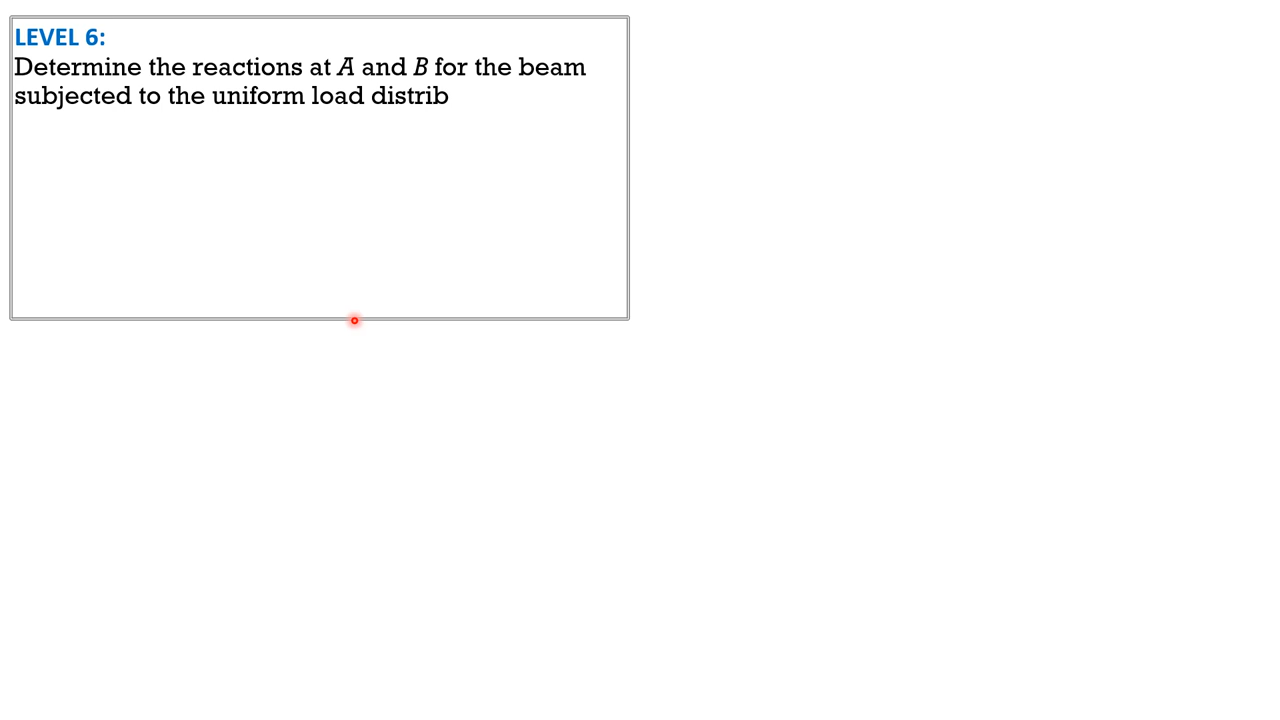 LEVEL 6:
Determine the reactions at A and B for the beam
subjected to the uniform load distrib